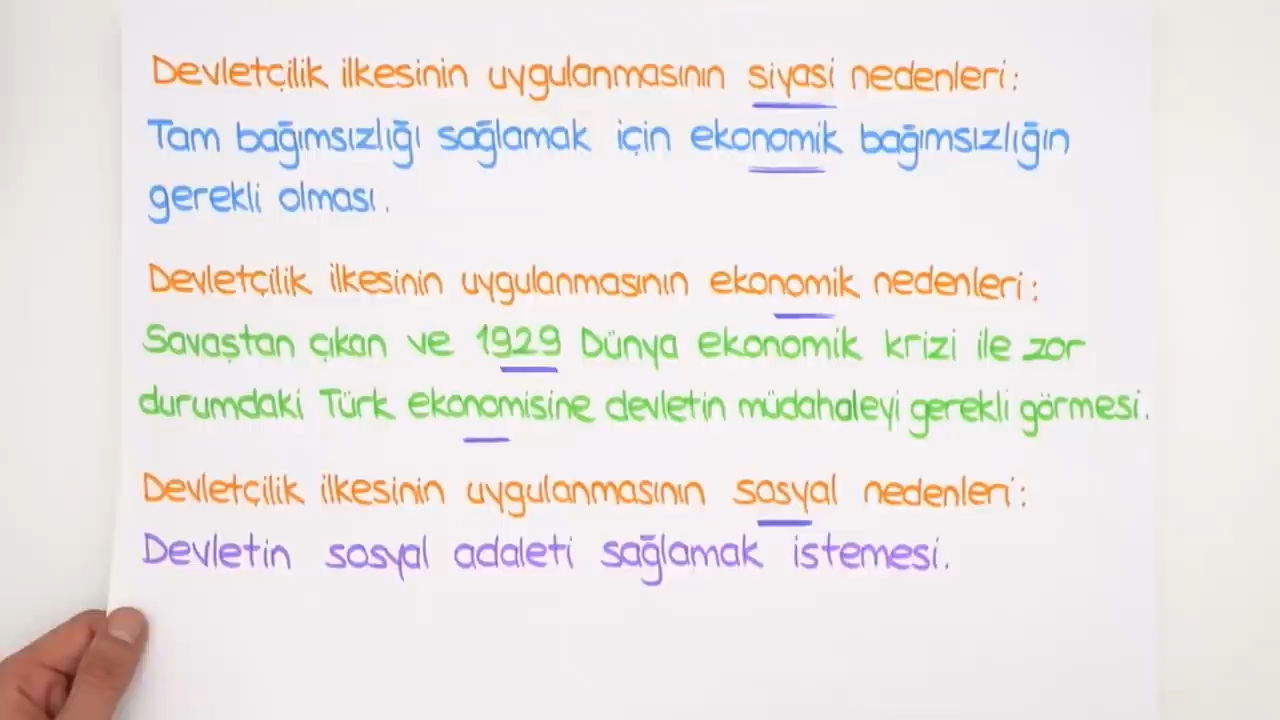 Devletçilik ilkesinin uygulanmasının siyasi nedenleri:
Tam bağımsızlığı sağlamak için ekonomik bağımsızlığın
gerekli olması.
Devletçilik ilkesinin uygulanmasının ekonomik nedenleri:
Savaştan çıkan ve 1929 Dünya ekonomik krizi ile zor
durumdaki Türk ekonomisine devletin müdahaleyi gerekli görmesi.
Devletçilik ilkesinin uygulanmasının sosyal nedenleri:
Devletin sosyal adaleti sağlamak istemesi.